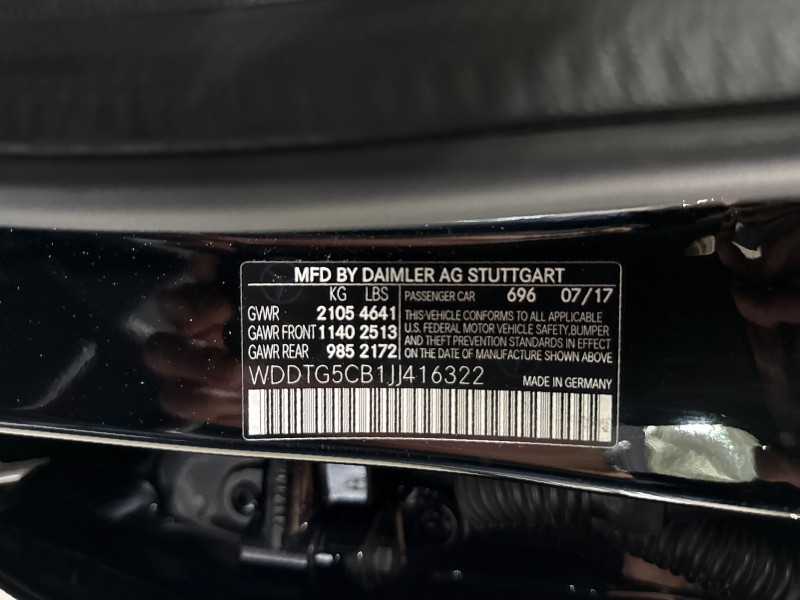 MFD BY DAIMLER AG STUTTGART
KG LBS
GVWR 2105 4641
GAWR FRONT 1140 2513
GAWR REAR 985 2172
PASSENGER CAR 696 07/17
THIS VEHICLE CONFORMS TO ALL APPLICABLE
U.S. FEDERAL MOTOR VEHICLE SAFETY, BUMPER
AND THEFT PREVENTION STANDARDS IN EFFECT
ON THE DATE OF MANUFACTURE SHOWN ABOVE
WDDTG5CB1JJ416322
MADE IN GERMANY